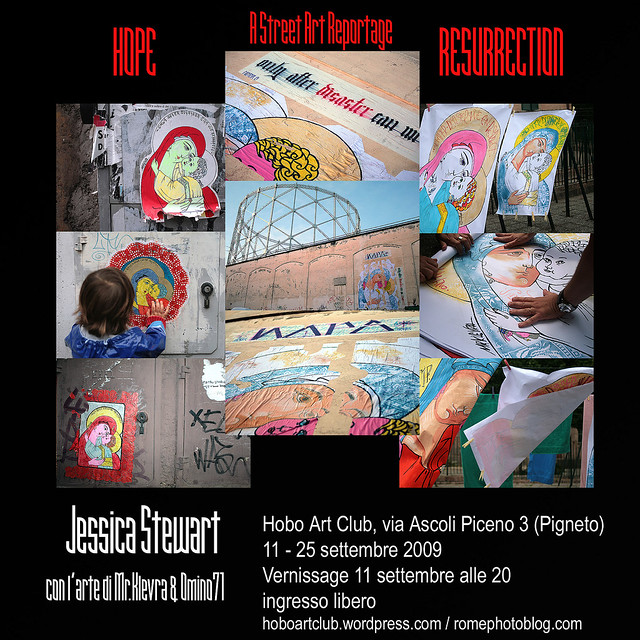 A Street Art Reportage
HOPE
RESURRECTION
only after disaster can we
Jessica Stewart
con l'arte di Mr.Klevra & Omino71
Hobo Art Club, via Ascoli Piceno 3 (Pigneto)
11 - 25 settembre 2009
Vernissage 11 settembre alle 20
ingresso libero
hoboartclub.wordpress.com / romephotoblog.com